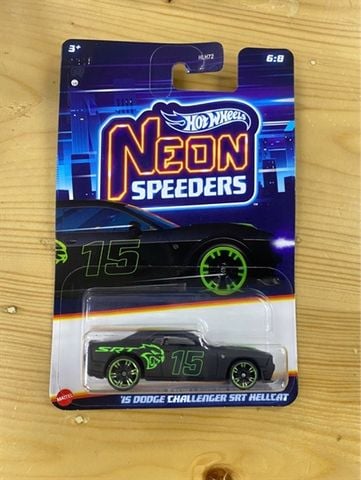 3+
HLH72
6:8
Hot Wheels
NEON
SPEEDERS
15
SRT
15
MATTEL
'15 DODGE CHALLENGER SRT HELLCAT